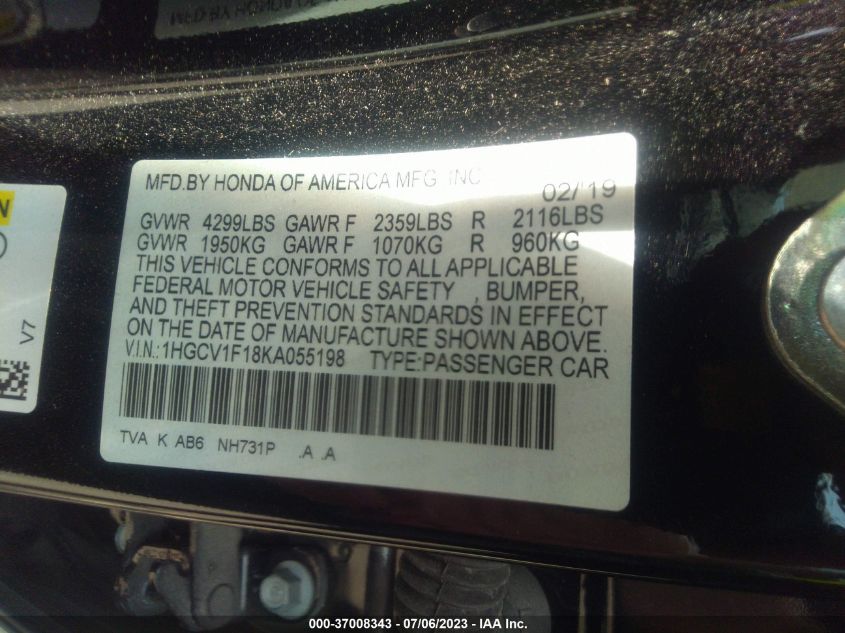 MFD.BY HONDA OF AMERICA MFG. INC
02/'19
GVWR 4299LBS GAWR F 2359LBS R 2116LBS
GVWR 1950KG GAWR F 1070KG R 960KG
THIS VEHICLE CONFORMS TO ALL APPLICABLE
FEDERAL MOTOR VEHICLE SAFETY , BUMPER,
AND THEFT PREVENTION STANDARDS IN EFFECT
ON THE DATE OF MANUFACTURE SHOWN ABOVE.
V.I.N.:1HGCV1F18KA055198 TYPE:PASSENGER CAR
TVA K AB6 NH731P .A .A
N
V7
000-37008343 / 07/06/2023 - IAA Inc.